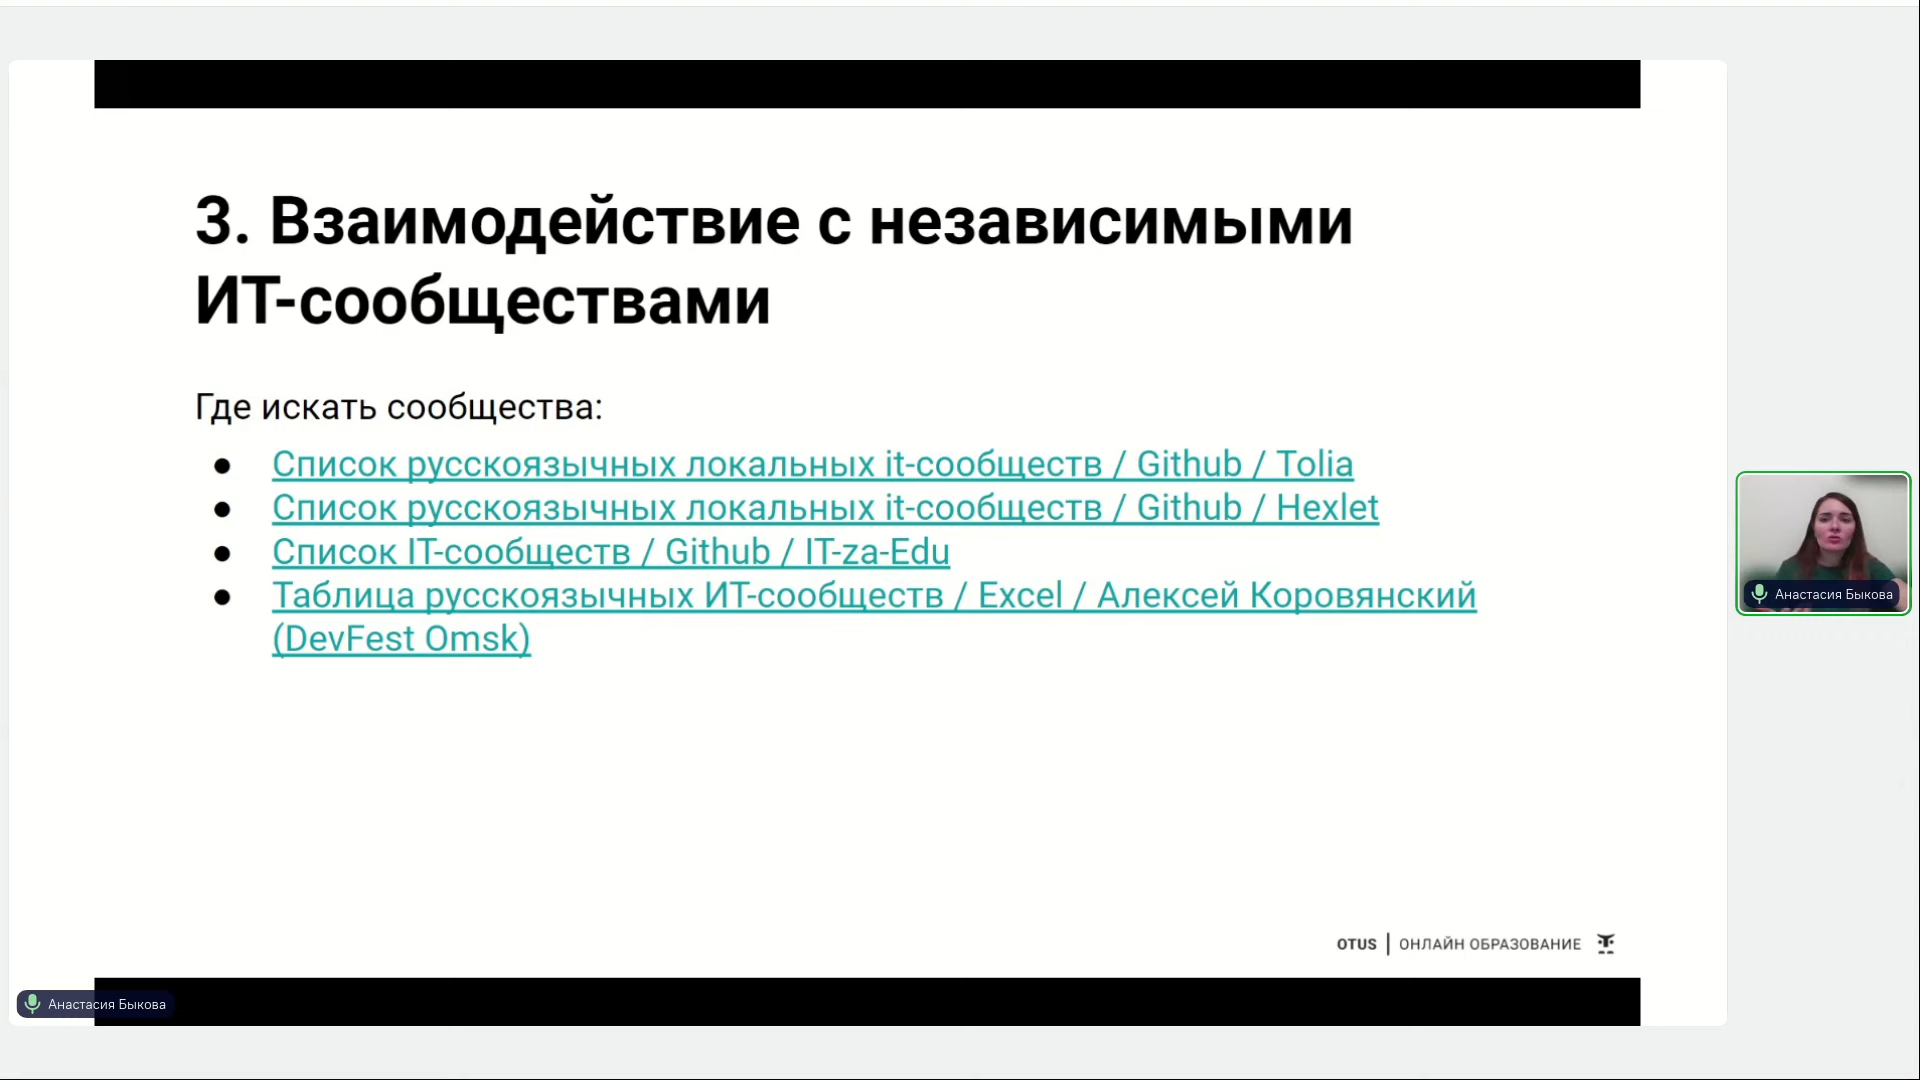 3. Взаимодействие с независимыми
ИТ-сообществами
Где искать сообщества:
● Список русскоязычных локальных it-сообществ / Github / Tolia
● Список русскоязычных локальных it-сообществ / Github / Hexlet
● Список IT-сообществ / Github / IT-za-Edu
● Таблица русскоязычных ИТ-сообществ / Excel / Алексей Коровянский
(DevFest Omsk)
Анастасия Быкова
OTUS | ОНЛАЙН ОБРАЗОВАНИЕ
Анастасия Быкова